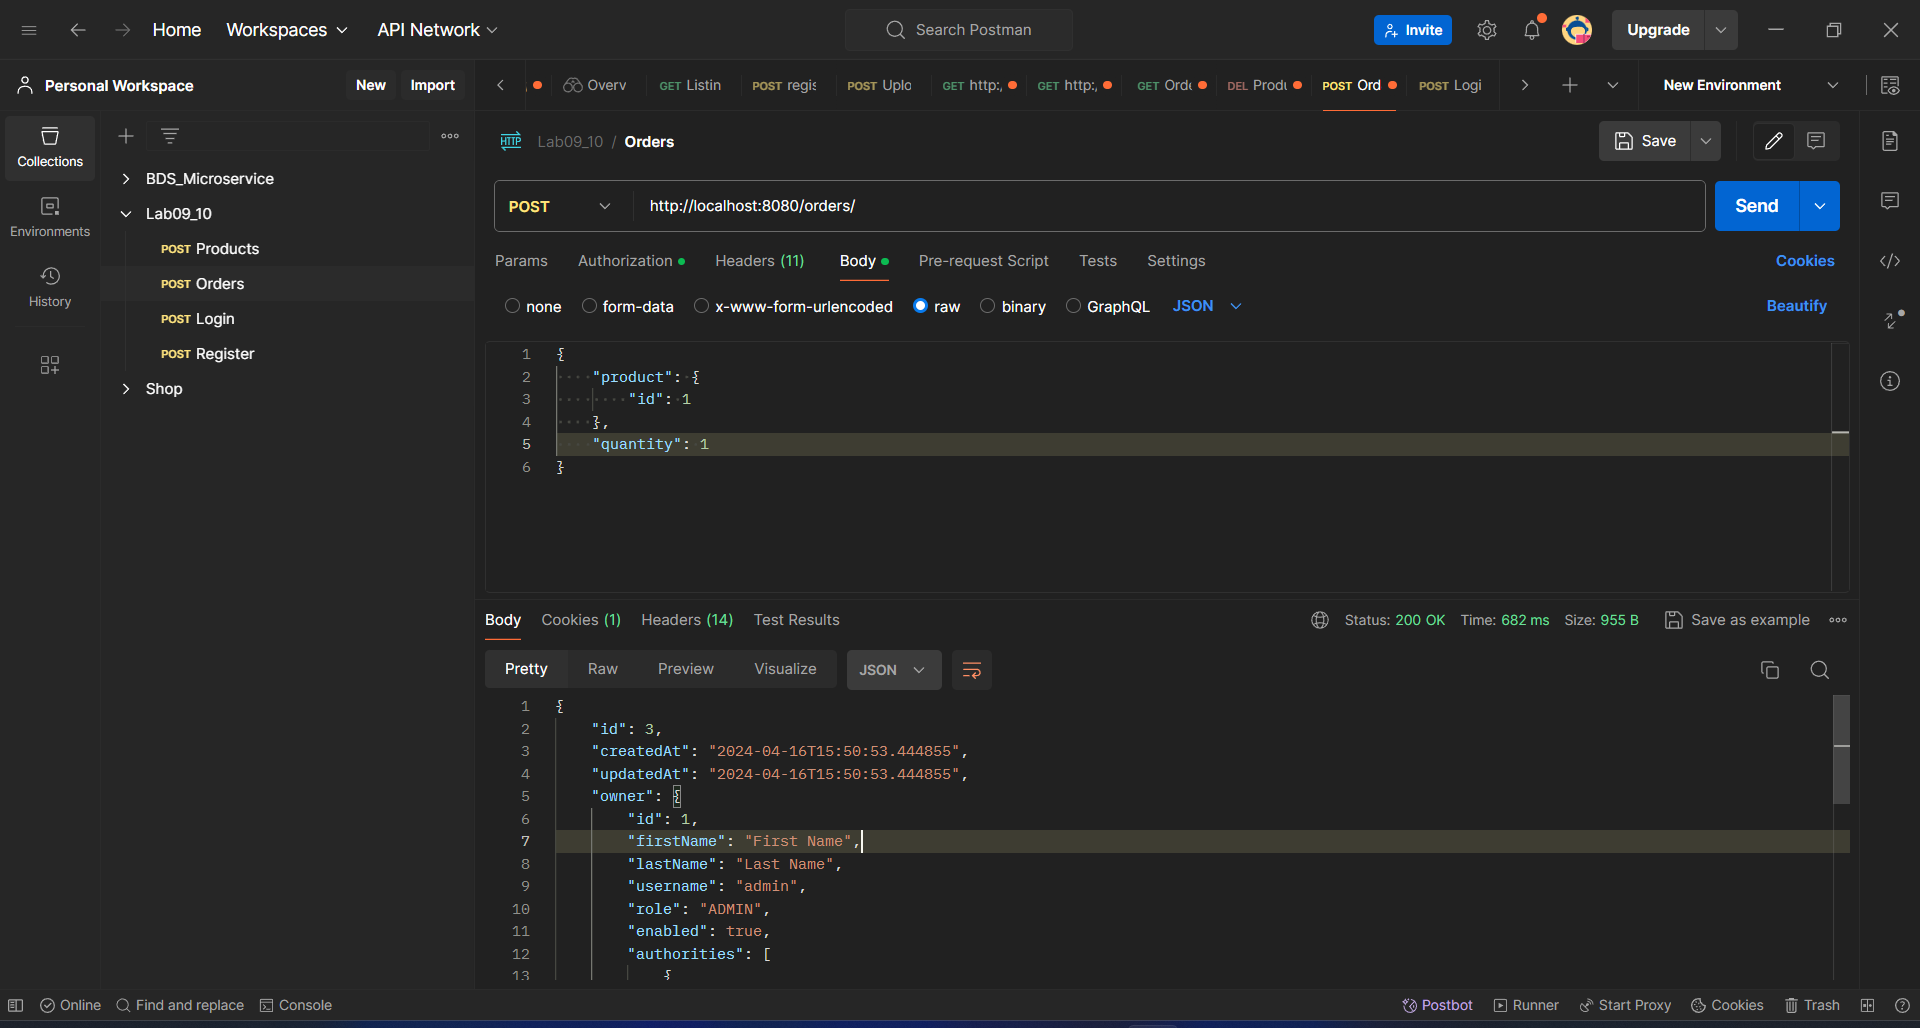 Home Workspaces API Network Search Postman Invite Upgrade
Personal Workspace New Import
Overv GET Listin POST regis POST Uplo GET http:, GET http:, GET Orde DEL Produ POST Ord POST Logi New Environment
Collections
Environments
History
BDS_Microservice
Lab09_10
POST Products
POST Orders
POST Login
POST Register
Shop
HTTP Lab09_10 / Orders Save
POST http://localhost:8080/orders/ Send
Params Authorization Headers (11) Body Pre-request Script Tests Settings Cookies
none form-data x-www-form-urlencoded raw binary GraphQL JSON Beautify
1 {
2 "product": {
3 "id": 1
4 },
5 "quantity": 1
6 }
Body Cookies (1) Headers (14) Test Results Status: 200 OK Time: 682 ms Size: 955 B Save as example
Pretty Raw Preview Visualize JSON
1 {
2 "id": 3,
3 "createdAt": "2024-04-16T15:50:53.444855",
4 "updatedAt": "2024-04-16T15:50:53.444855",
5 "owner": {
6 "id": 1,
7 "firstName": "First Name",
8 "lastName": "Last Name",
9 "username": "admin",
10 "role": "ADMIN",
11 "enabled": true,
12 "authorities": [
13 {
Online Find and replace Console Postbot Runner Start Proxy Cookies Trash